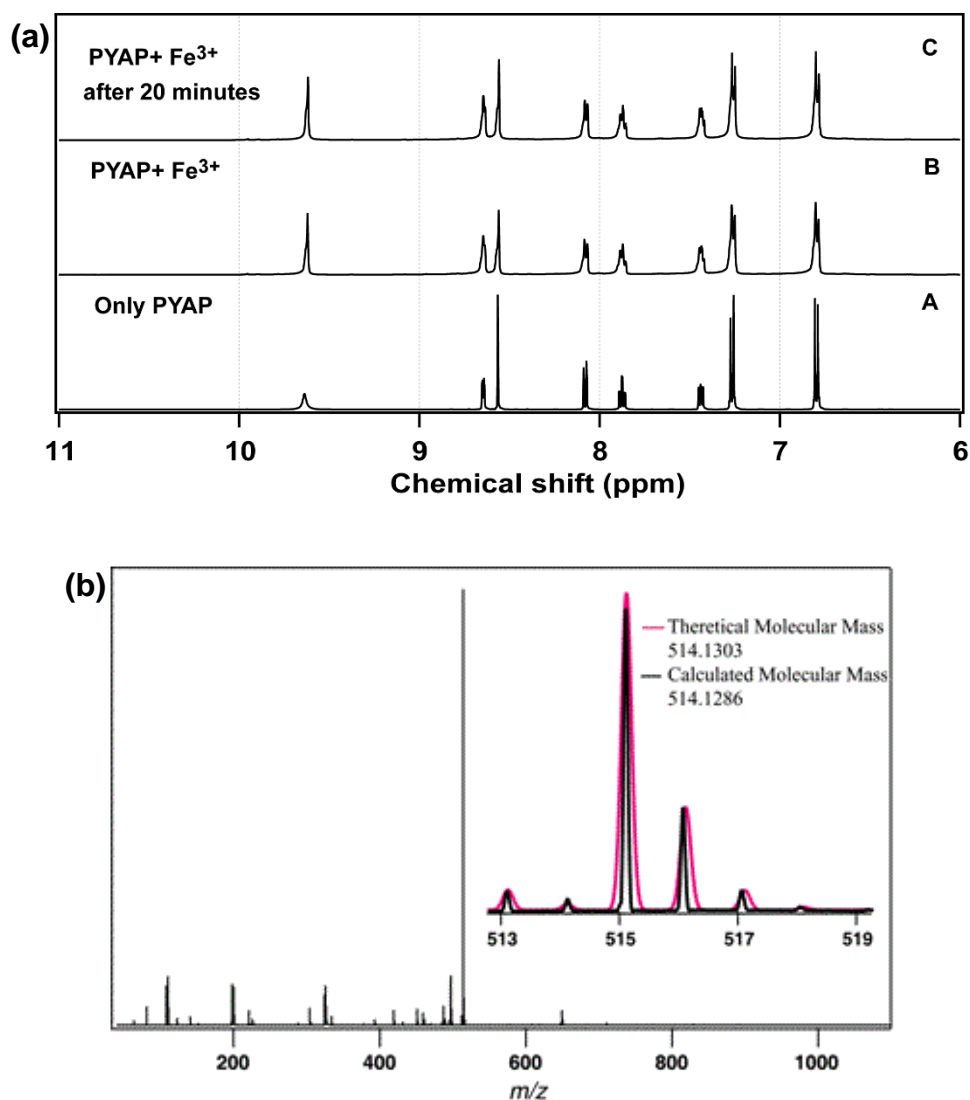 (a)
PYAP+ Fe³⁺
after 20 minutes
C
PYAP+ Fe³⁺
B
Only PYAP
A
11 10 9 8 7 6
Chemical shift (ppm)
(b)
Theretical Molecular Mass
514.1303
Calculated Molecular Mass
514.1286
513 515 517 519
200 400 600 800 1000
m/z